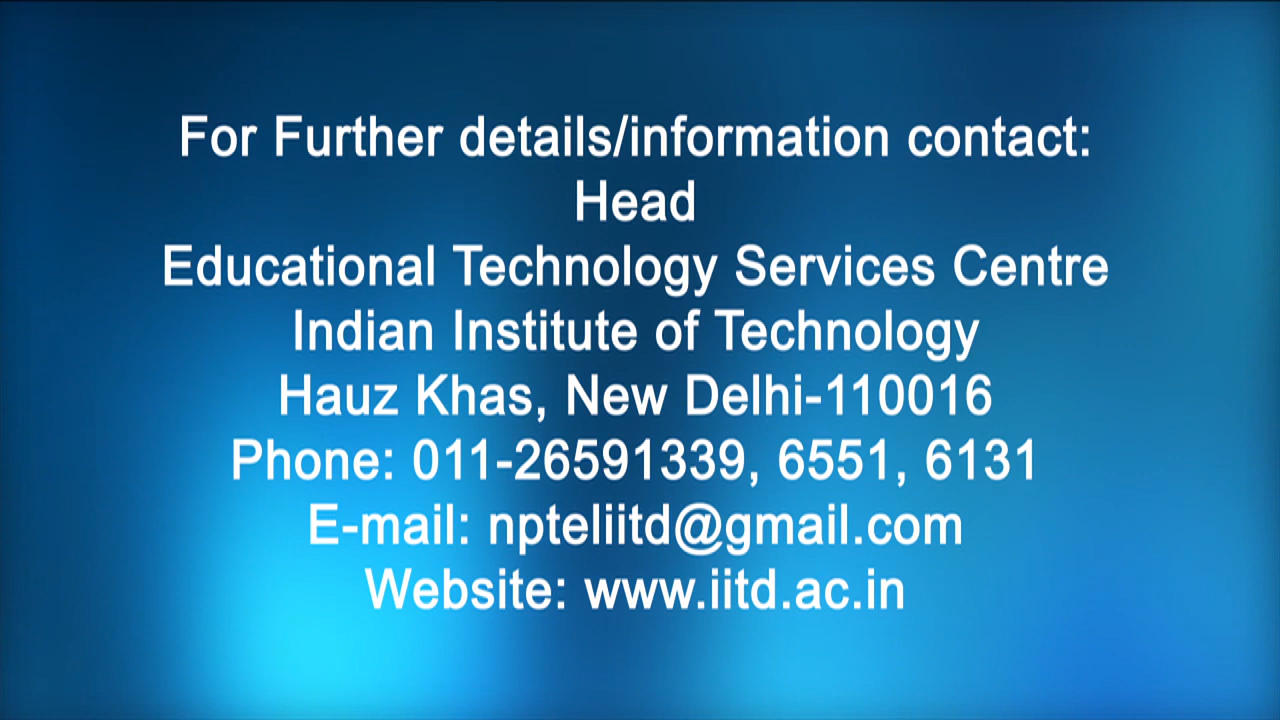 For Further details/information contact:
Head
Educational Technology Services Centre
Indian Institute of Technology
Hauz Khas, New Delhi-110016
Phone: 011-26591339, 6551, 6131
E-mail: npteliitd@gmail.com
Website: www.iitd.ac.in